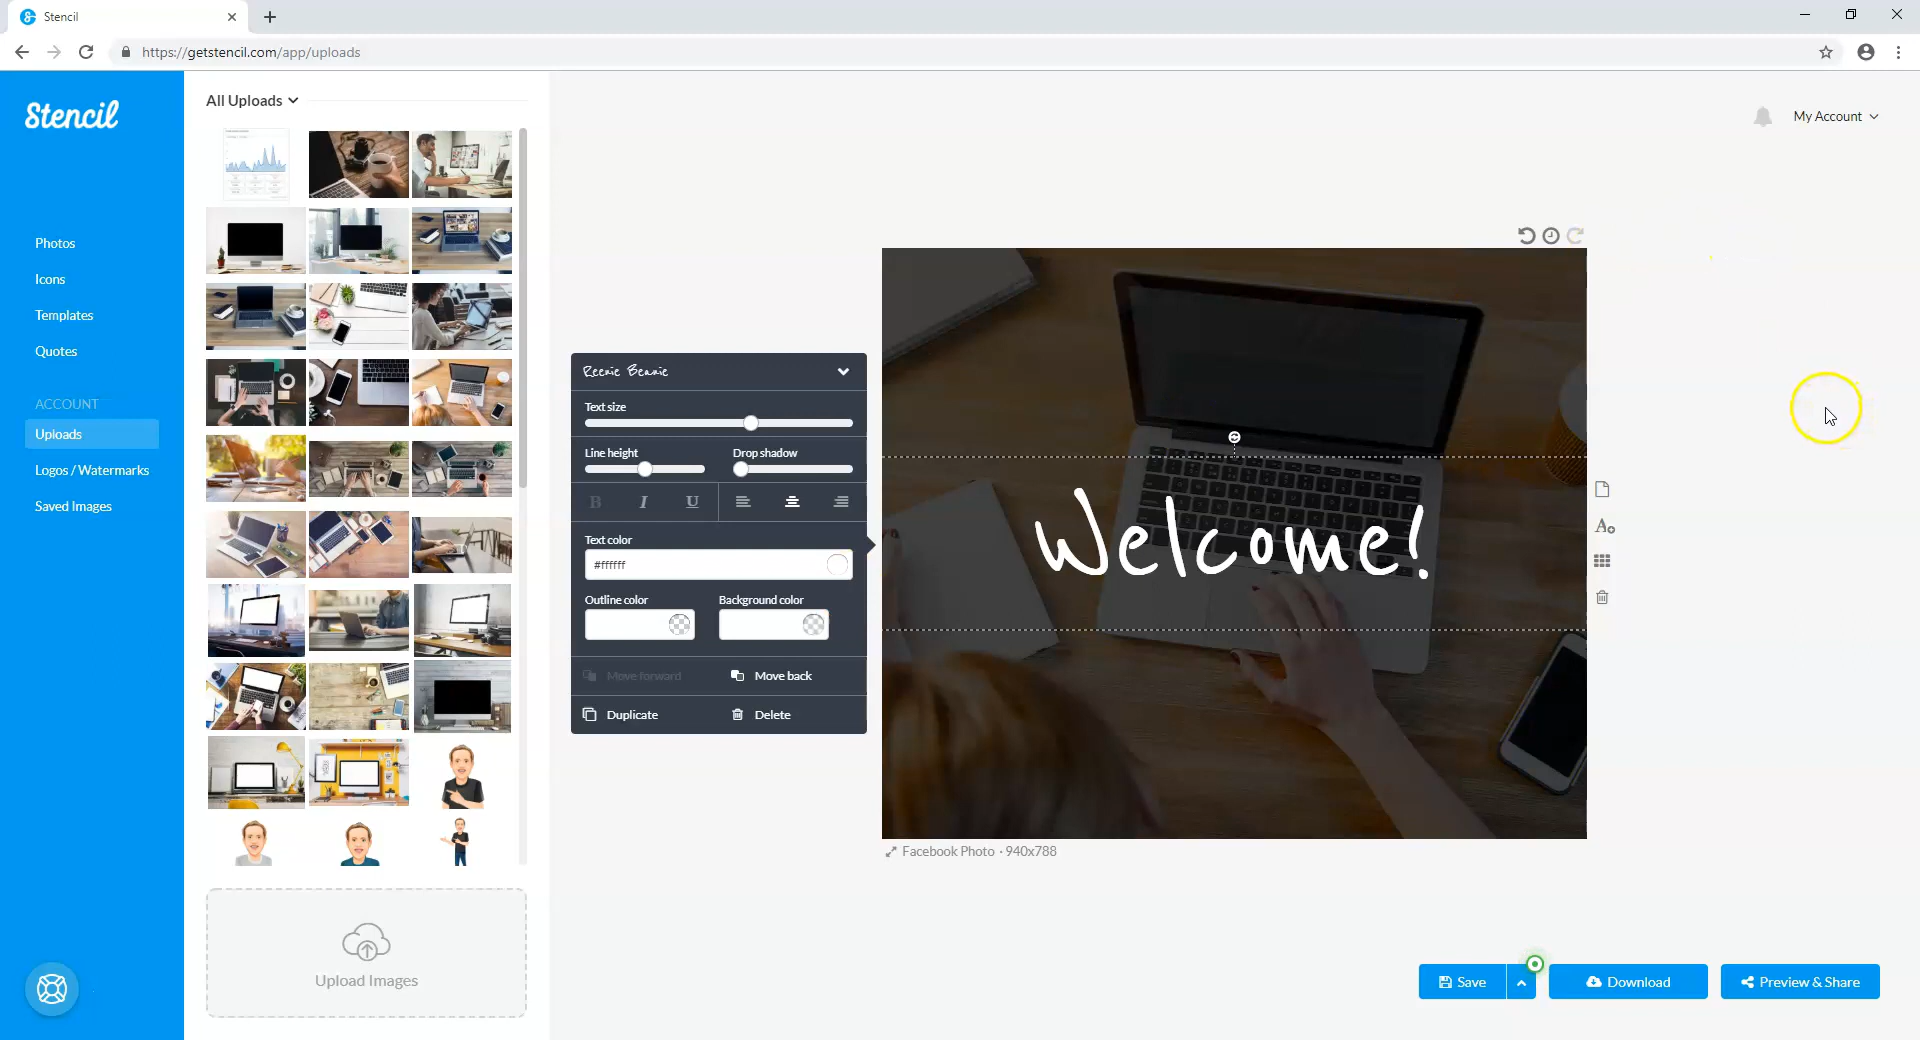 Stencil
https://getstencil.com/app/uploads
Stencil
All Uploads
My Account
Photos
Icons
Templates
Quotes
ACCOUNT
Uploads
Logos / Watermarks
Saved Images
Reenie Beanie
Text size
Line height
Drop shadow
B I U
Text color
#ffffff
Outline color
Background color
Move forward
Move back
Duplicate
Delete
Welcome!
A
Facebook Photo · 940x788
Upload Images
Save
Download
Preview & Share